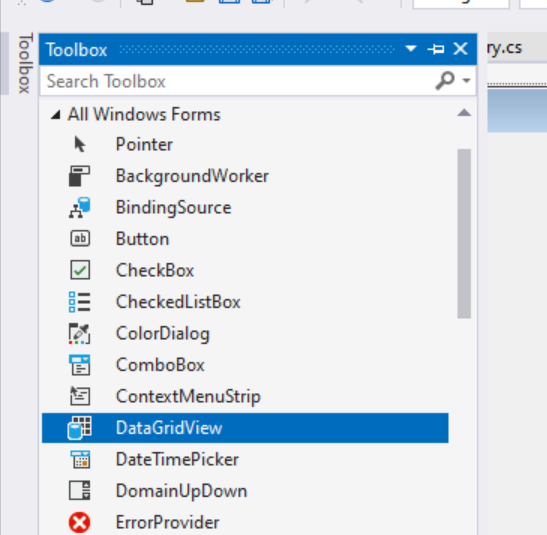 Toolbox
Toolbox
ry.cs
Search Toolbox
All Windows Forms
Pointer
BackgroundWorker
BindingSource
ab Button
CheckBox
CheckedListBox
ColorDialog
ComboBox
ContextMenuStrip
DataGridView
DateTimePicker
DomainUpDown
ErrorProvider